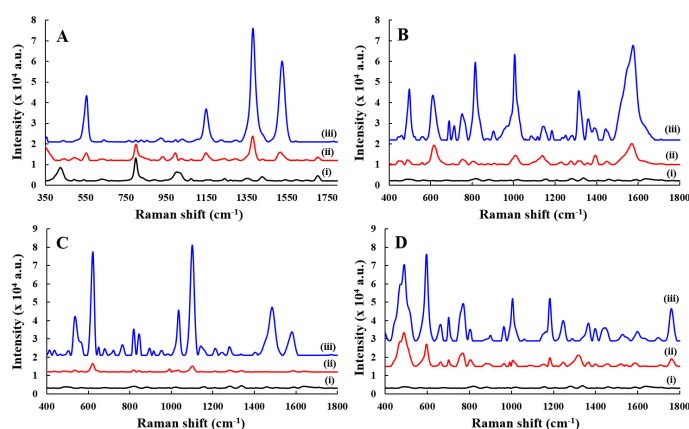 A
Intensity (x 10⁴ a.u.)
8
7
6
5
4
3
2
1
0
(iii)
(ii)
(i)
350 550 750 950 1150 1350 1550 1750
Raman shift (cm⁻¹)
B
Intensity (x 10⁴ a.u.)
8
7
6
5
4
3
2
1
0
(iii)
(ii)
(i)
400 600 800 1000 1200 1400 1600 1800
Raman shift (cm⁻¹)
C
Intensity (x 10⁴ a.u.)
9
8
7
6
5
4
3
2
1
0
(iii)
(ii)
(i)
400 600 800 1000 1200 1400 1600 1800
Raman shift (cm⁻¹)
D
Intensity (x 10⁴ a.u.)
9
8
7
6
5
4
3
2
1
0
(iii)
(ii)
(i)
400 600 800 1000 1200 1400 1600 1800
Raman shift (cm⁻¹)